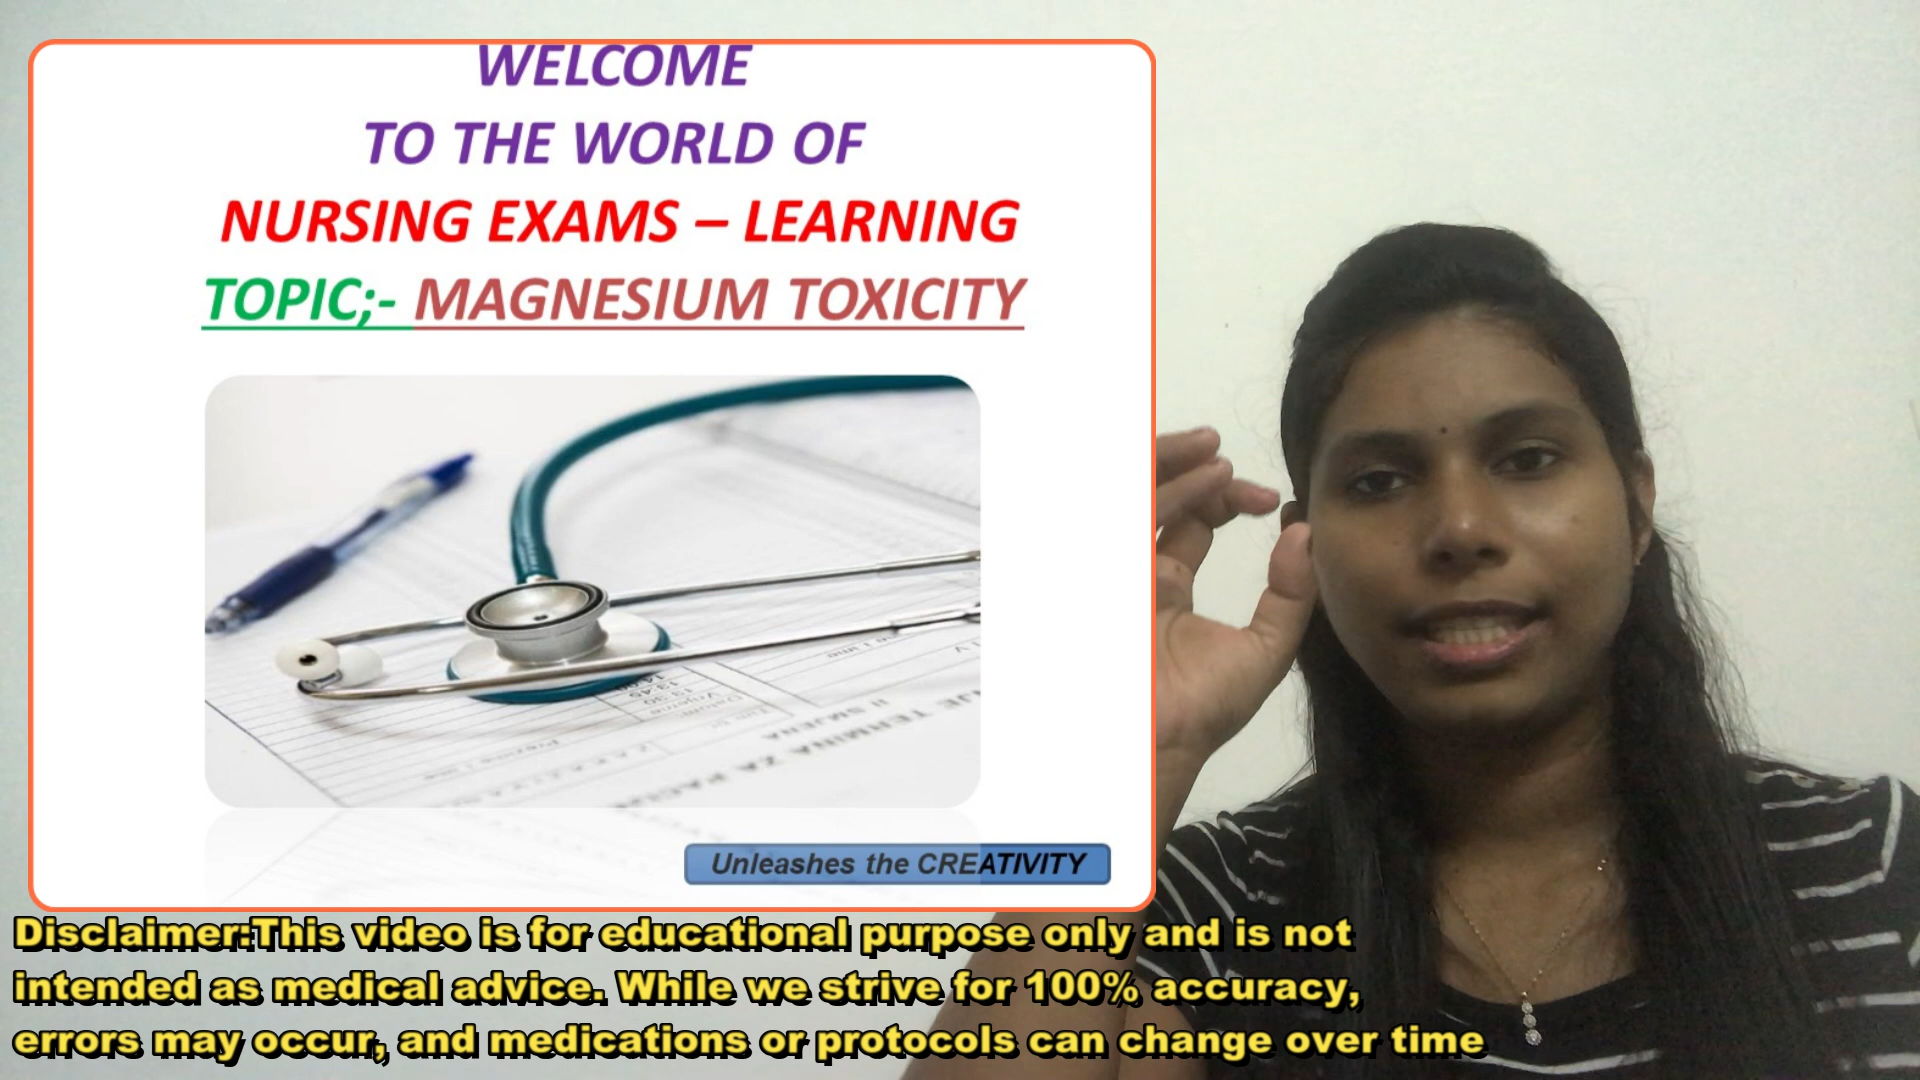 WELCOME
TO THE WORLD OF
NURSING EXAMS – LEARNING
TOPIC;- MAGNESIUM TOXICITY
Unleashes the CREATIVITY
Disclaimer:This video is for educational purpose only and is not
intended as medical advice. While we strive for 100% accuracy,
errors may occur, and medications or protocols can change over time